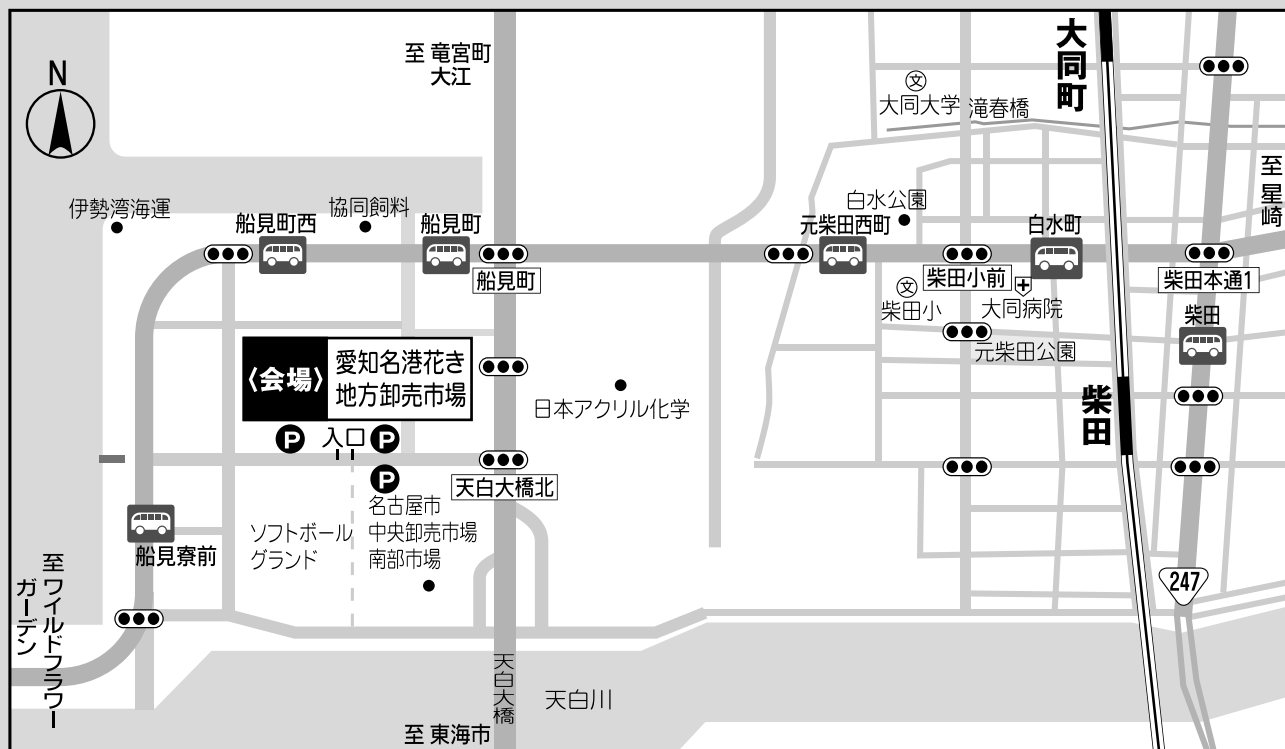 至 竜宮町
大江
N
大同町
文
大同大学
滝春橋
至 星崎
伊勢湾海運
船見町西
協同飼料
船見町
船見町
白水公園
元柴田西町
白水町
柴田小前
柴田本通1
文
柴田小
大同病院
柴田
元柴田公園
〈会場〉
愛知名港花き
地方卸売市場
日本アクリル化学
柴田
P
入口
P
P
天白大橋北
名古屋市
中央卸売市場
南部市場
ソフトボール
グランド
船見寮前
至 ワイルドフラワー
ガーデン
247
天白大橋
天白川
至 東海市